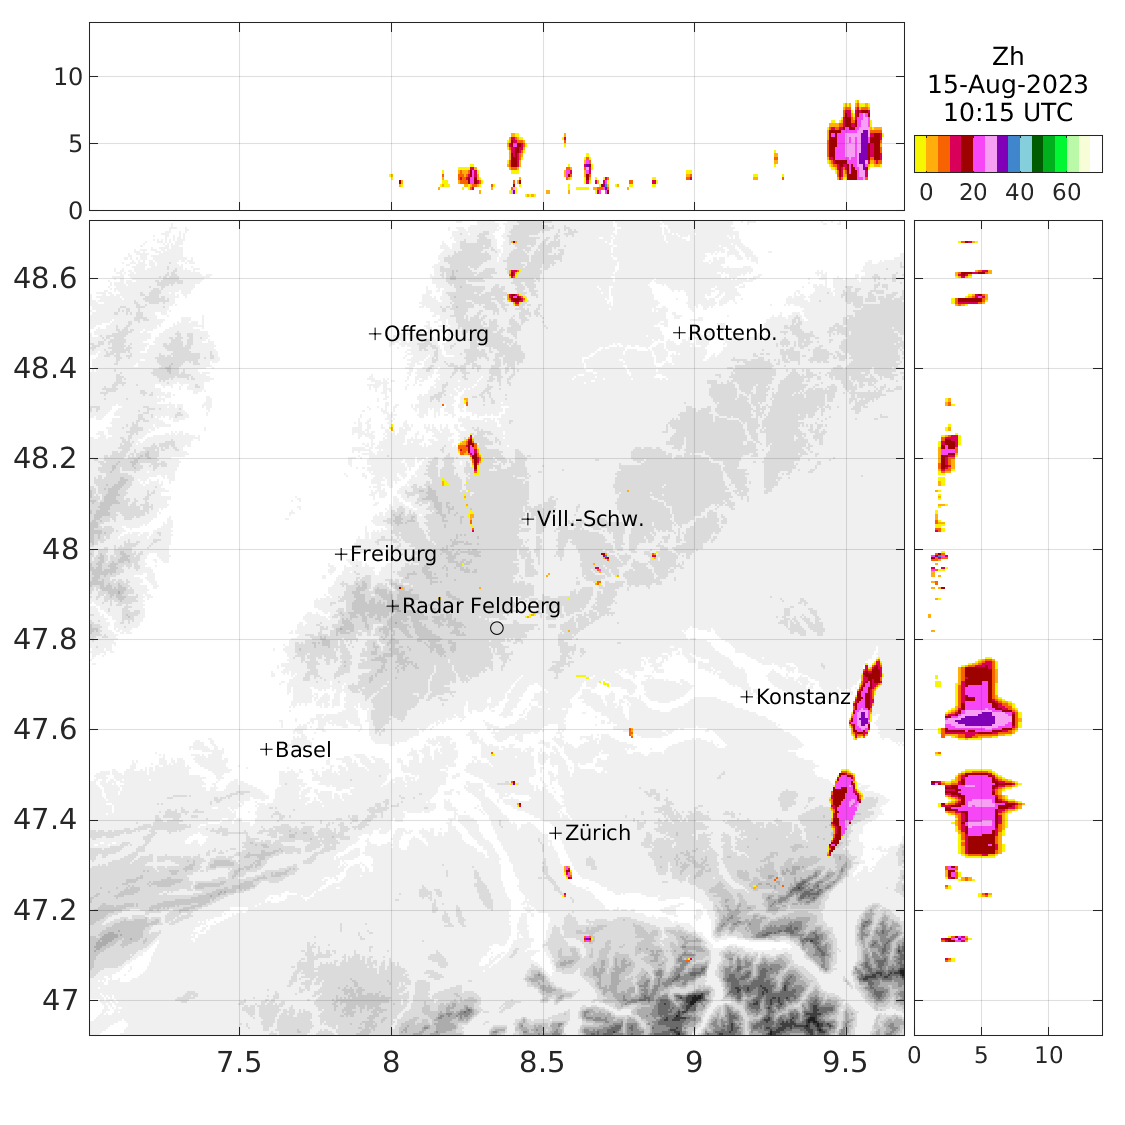 Zh
15-Aug-2023
10:15 UTC
0 20 40 60
10
5
0
48.6
48.4
48.2
48
47.8
47.6
47.4
47.2
47
Offenburg
Rottenb.
Vill.-Schw.
Freiburg
Radar Feldberg
Konstanz
Basel
Zürich
7.5 8 8.5 9 9.5
0 5 10